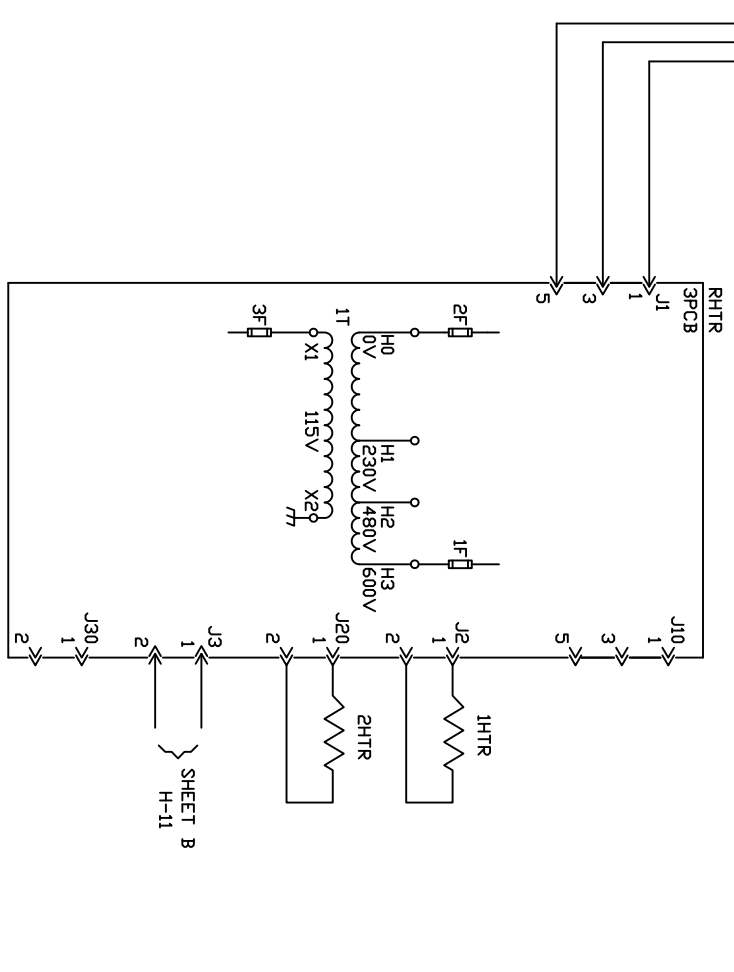 RHTR
3PCB
J1
1
3
5
2F
3F
1T
H0
0V
X1
115V
H1
230V
X2
H2
480V
1F
H3
600V
J10
1
3
5
J2
1
2
J20
1
2
J3
1
2
J30
1
2
1HTR
2HTR
SHEET B
H-11